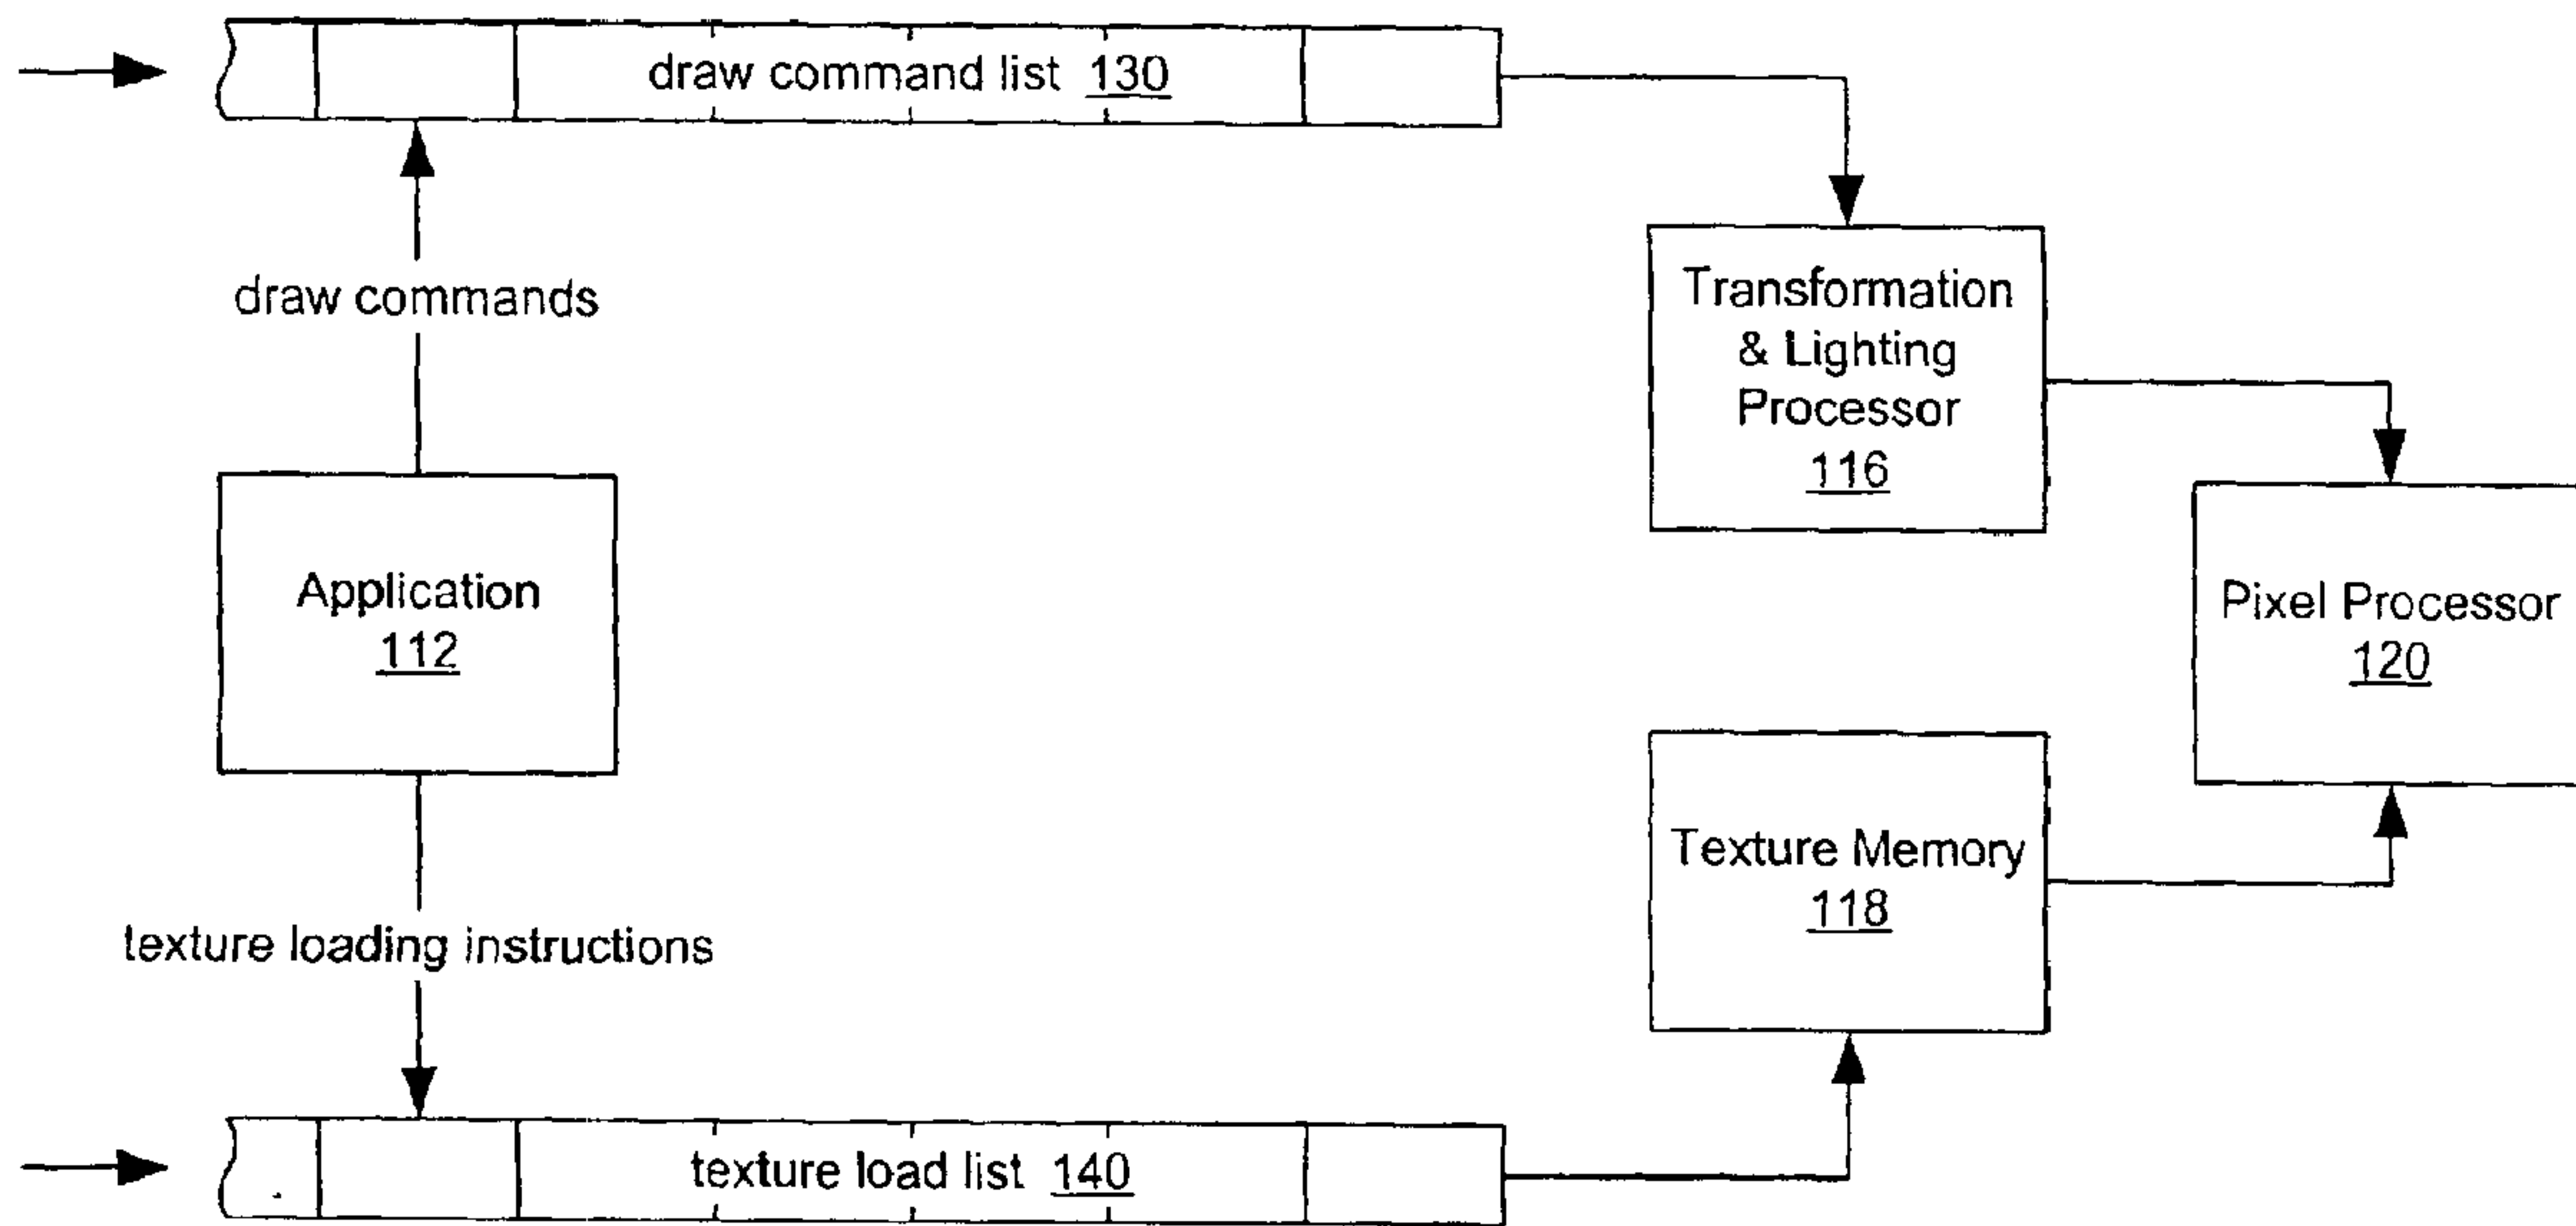 draw command list 130
draw commands
Transformation
& Lighting
Processor
116
Application
112
Pixel Processor
120
Texture Memory
118
texture loading instructions
texture load list 140